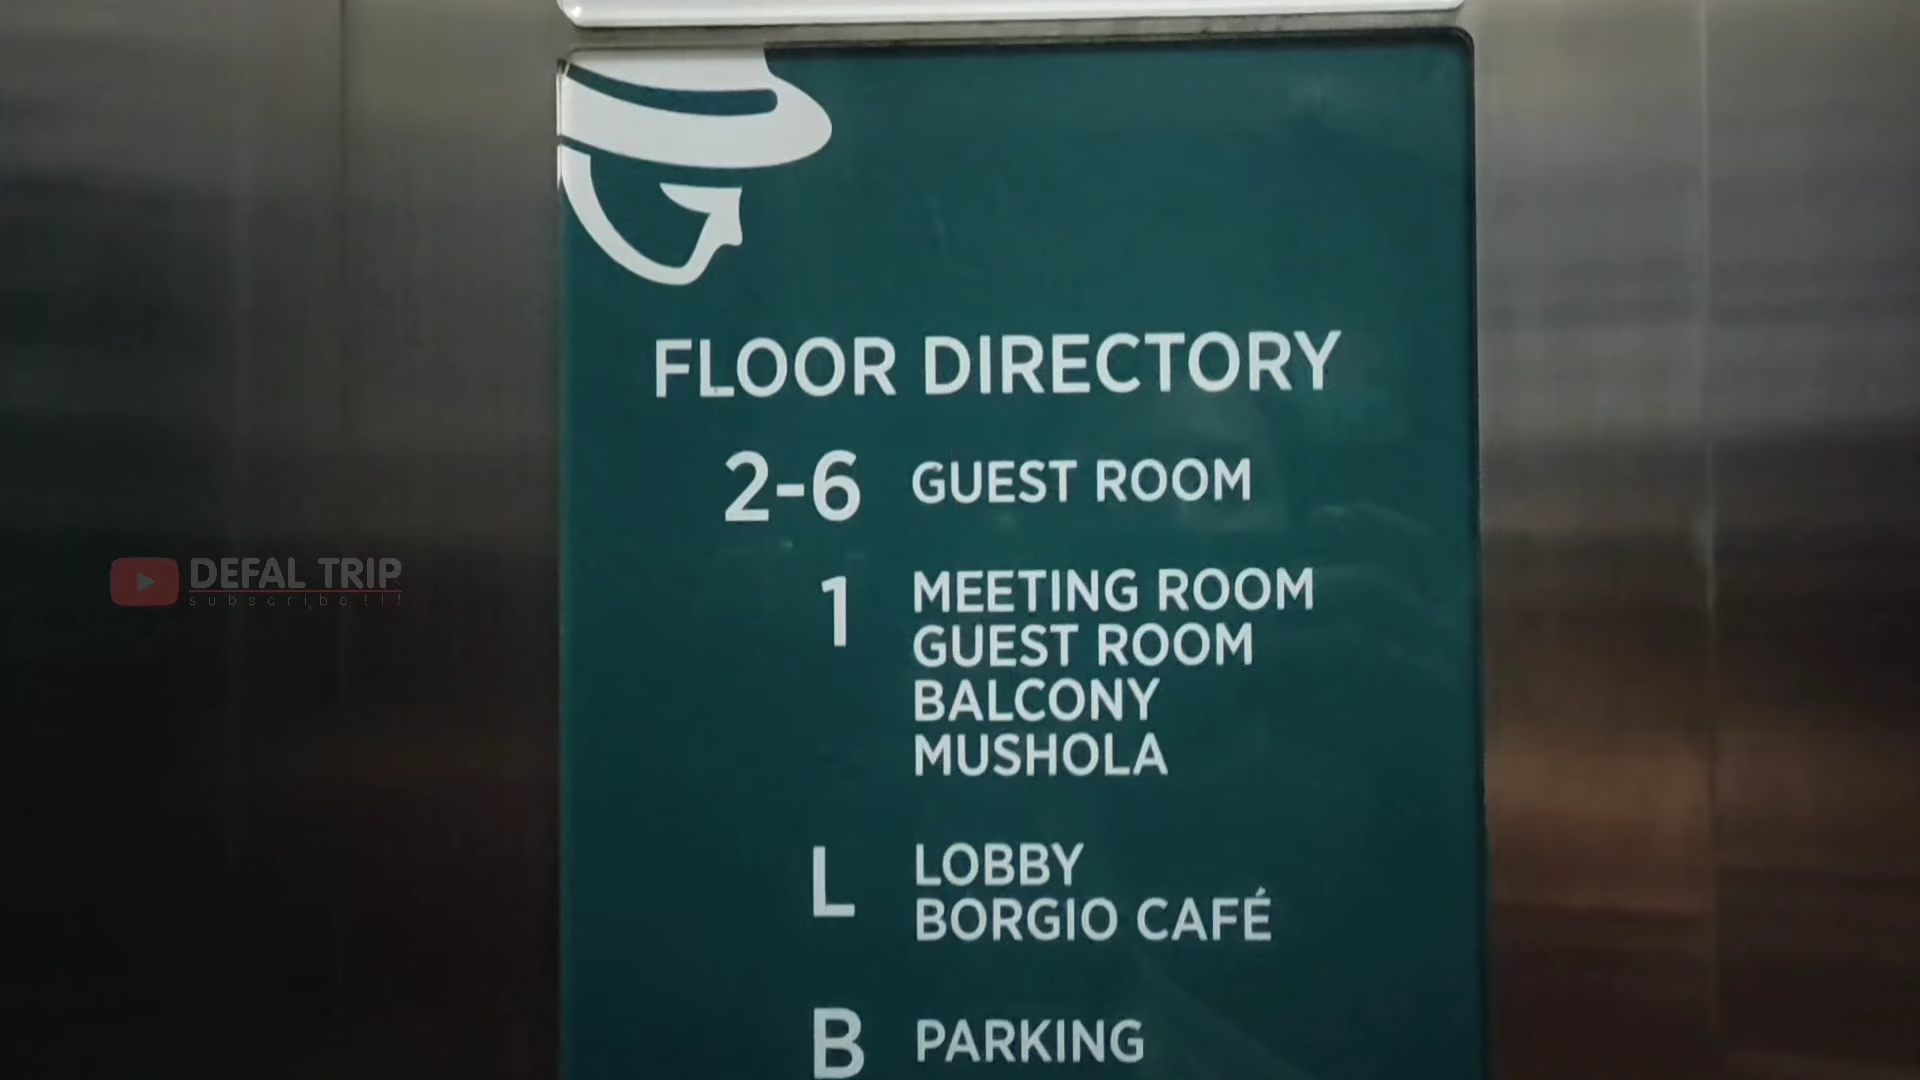 FLOOR DIRECTORY
2-6 GUEST ROOM
1 MEETING ROOM
GUEST ROOM
BALCONY
MUSHOLA
L LOBBY
BORGIO CAFÉ
B PARKING
DEFAL TRIP
subscribe!!!